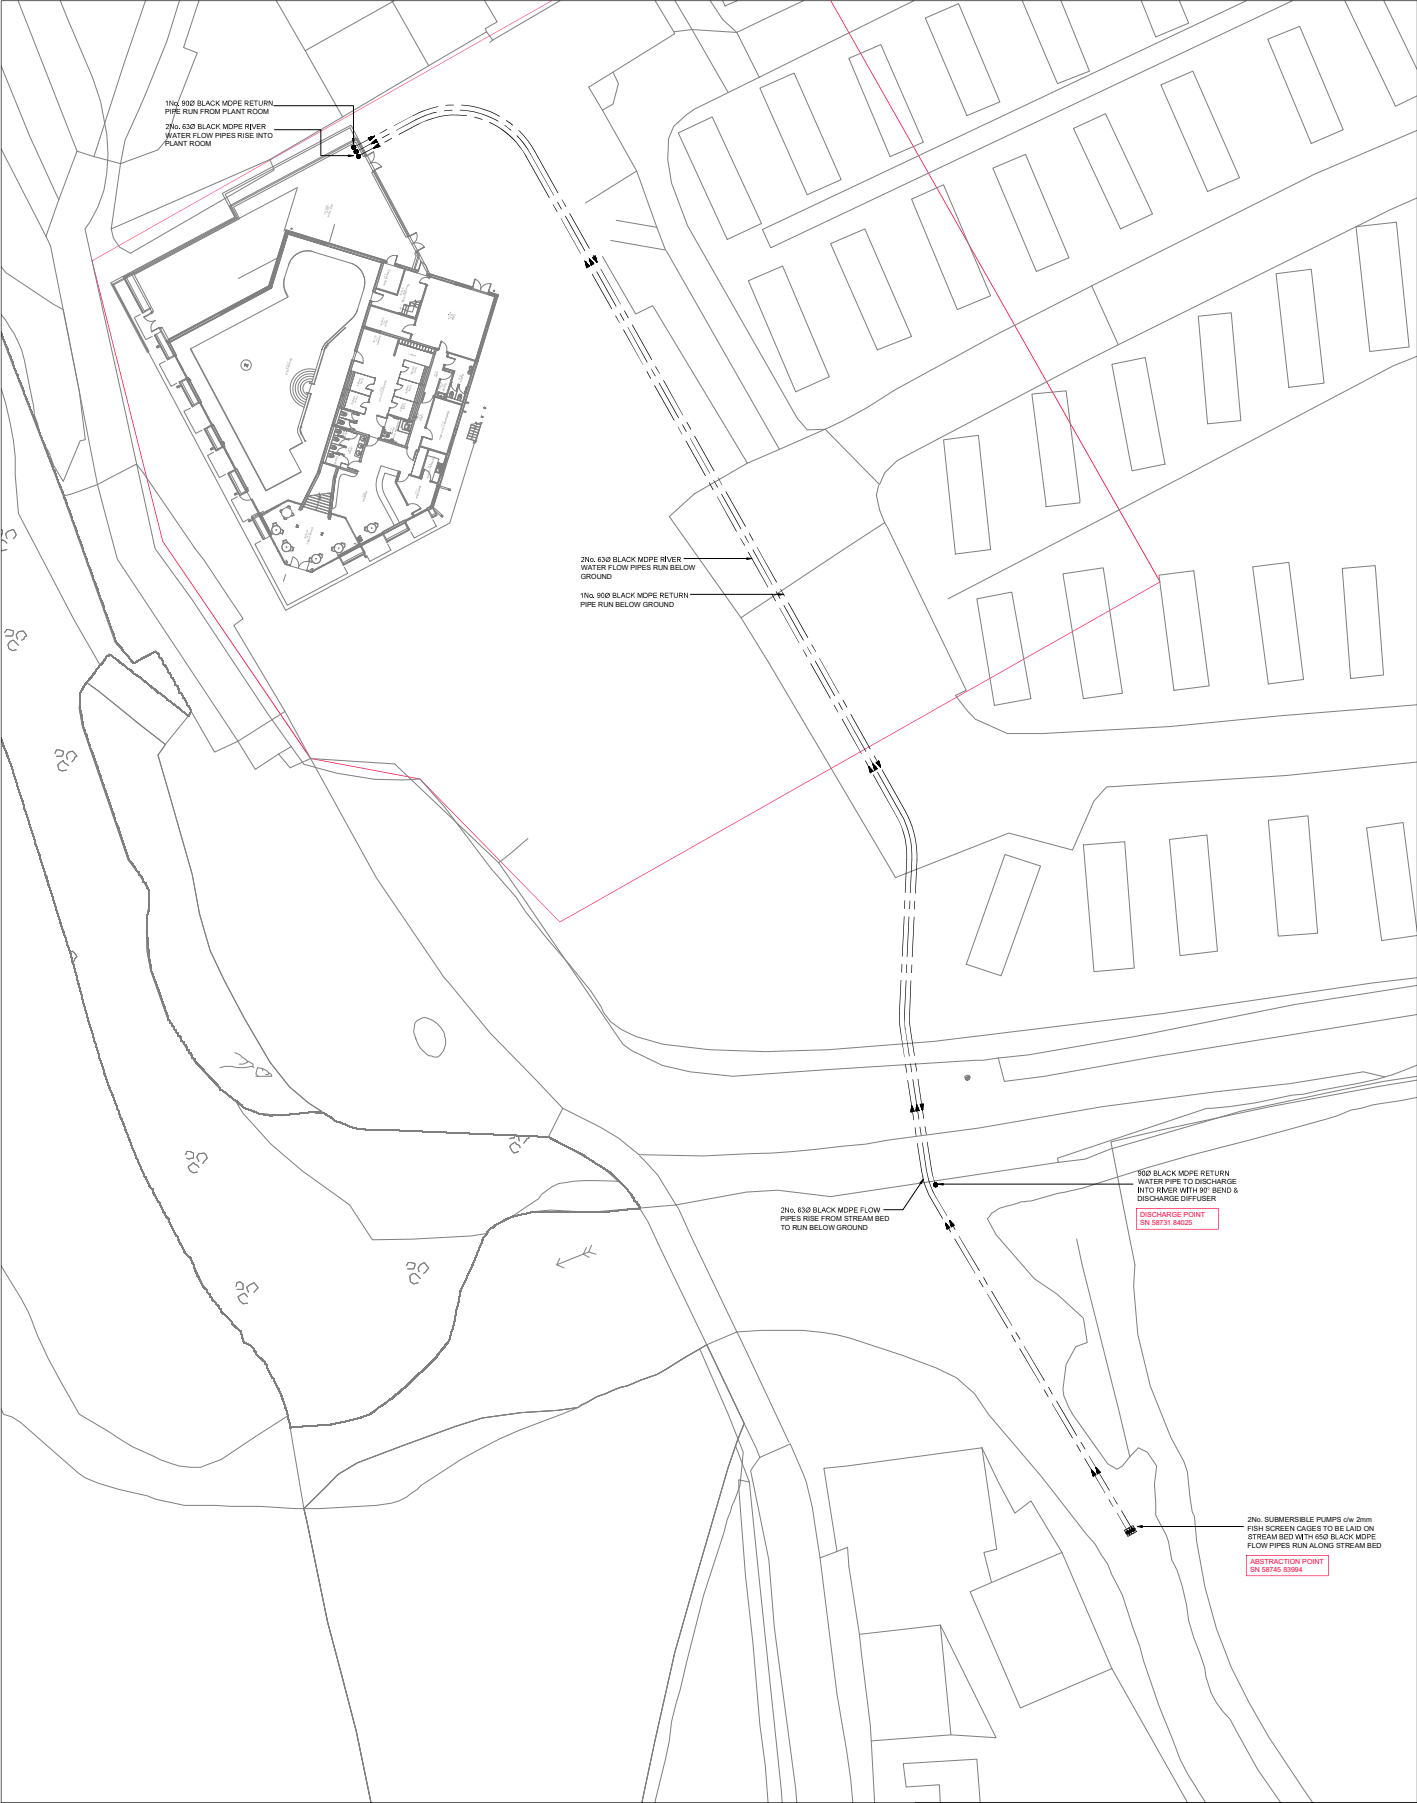 1No. 90Ø BLACK MDPE RETURN
PIPE RUN FROM PLANT ROOM
2No. 63Ø BLACK MDPE RIVER
WATER FLOW PIPES RISE INTO
PLANT ROOM
2No. 63Ø BLACK MDPE RIVER
WATER FLOW PIPES RUN BELOW
GROUND
1No. 90Ø BLACK MDPE RETURN
PIPE RUN BELOW GROUND
90Ø BLACK MDPE RETURN
WATER PIPE TO DISCHARGE
INTO RIVER WITH 90° BEND &
DISCHARGE DIFFUSER
DISCHARGE POINT
SN 58731 84025
2No. 63Ø BLACK MDPE FLOW
PIPES RISE FROM STREAM BED
TO RUN BELOW GROUND
2No. SUBMERSIBLE PUMPS c/w 2mm
FISH SCREEN CAGES TO BE LAID ON
STREAM BED WITH 65Ø BLACK MDPE
FLOW PIPES RUN ALONG STREAM BED
ABSTRACTION POINT
SN 58745 83994